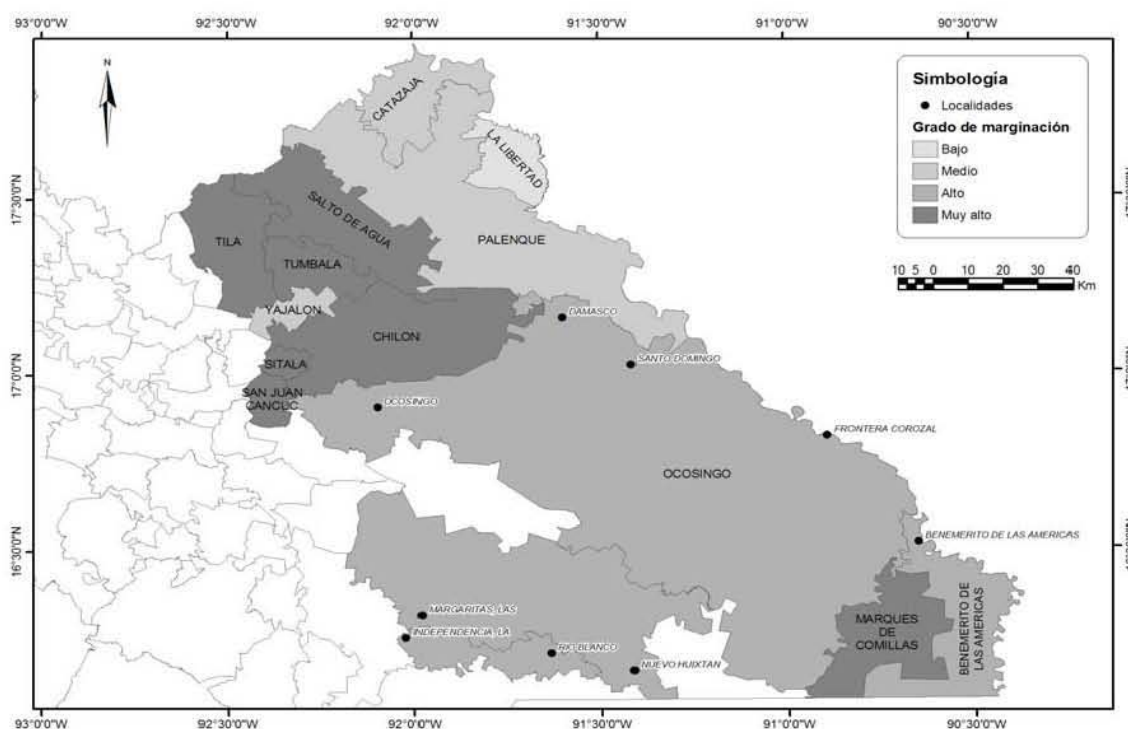 93°0'0"W
92°30'0"W
92°0'0"W
91°30'0"W
91°0'0"W
90°30'0"W
N
CATAZAJA
LA LIBERTAD
Simbología
Localidades
Grado de marginación
Bajo
Medio
Alto
Muy alto
17°30'0"N
SALTO DE AGUA
TILA
PALENQUE
TUMBALA
10 5 0 10 20 30 40
Km
YAJALON
DAMASCO
CHILON
SANTO DOMINGO
SITALA
17°0'0"N
SAN JUAN
CANCUC
OCOSINGO
FRONTERA COROZAL
OCOSINGO
BENEMERITO DE LAS AMERICAS
16°30'0"N
MARGARITAS, LAS
INDEPENDENCIA, LA
RIO BLANCO
NUEVO HUIXTAN
MARQUES
DE
COMILLAS
BENEMERITO DE
LAS AMERICAS
93°0'0"W
92°30'0"W
92°0'0"W
91°30'0"W
91°0'0"W
90°30'0"W